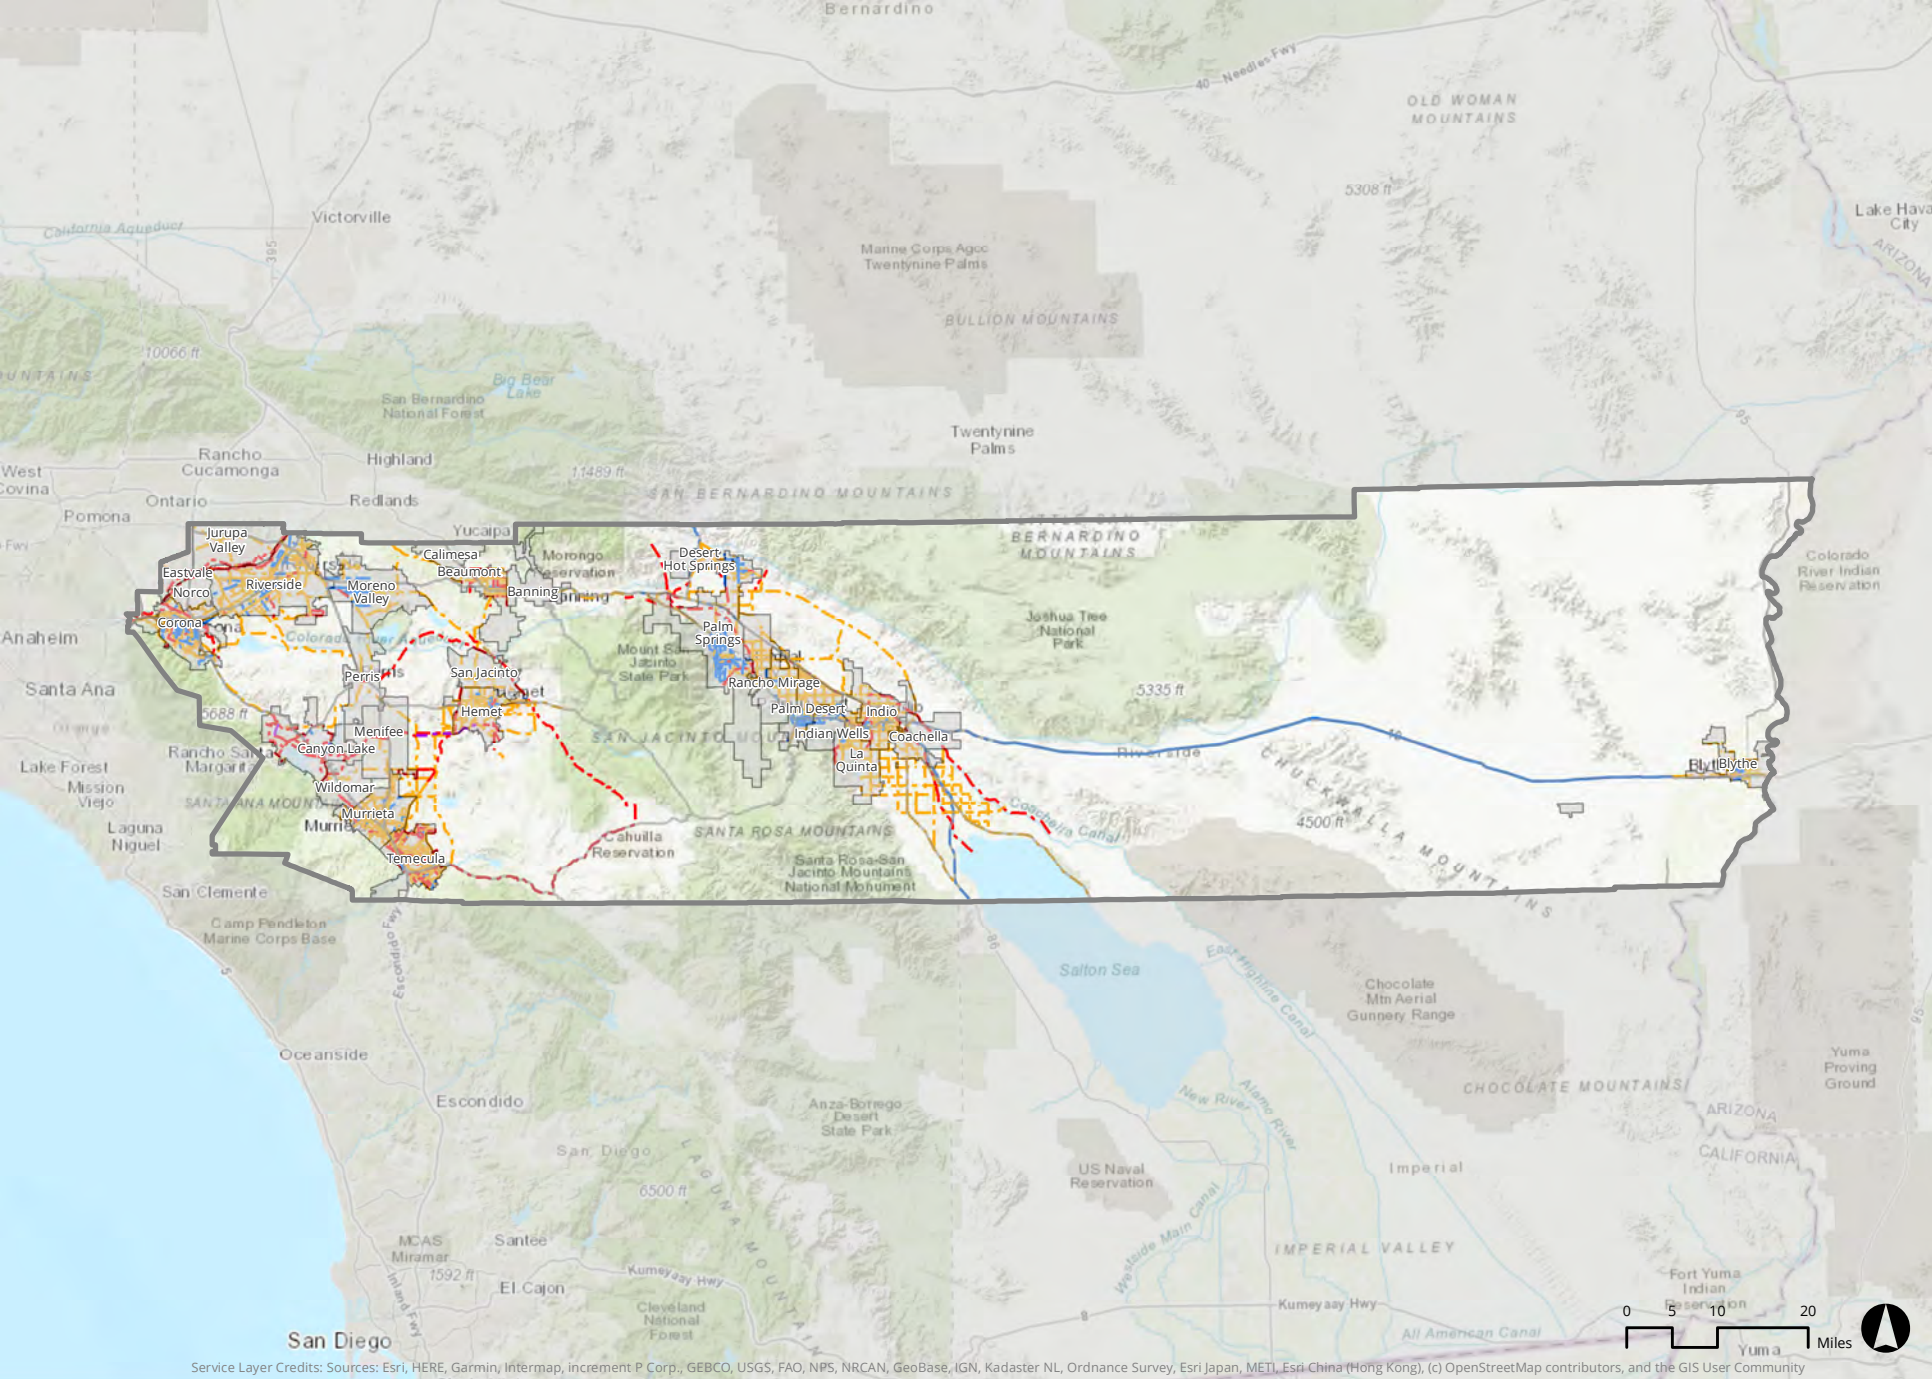 Bernardino
40 Needles Fwy
OLD WOMAN
MOUNTAINS
5308 ft
Lake Hava
City
ARIZONA
Victorville
California Aqueduct
395
Marine Corps Agcc
Twentynine Palms
BULLION MOUNTAINS
10066 ft
UNTAINS
Big Bear
Lake
San Bernardino
National Forest
95
Twentynine
Palms
Rancho
Cucamonga
Highland
West
Covina
11489 ft
Ontario
Redlands
SAN BERNARDINO MOUNTAINS
Pomona
Yucaipa
Jurupa
Valley
BERNARDINO
MOUNTAINS
Fwy
Calimesa
Desert
Hot Springs
Morongo
Reservation
Colorado
River Indian
Reservation
Eastvale
Beaumont
Riverside
Moreno
Valley
Norco
Banning
Corona
Joshua Tree
National
Park
Palm
Springs
Anaheim
Colorado River Aqueduct
Mount San
Jacinto
State Park
Perris
San Jacinto
Rancho Mirage
Santa Ana
5335 ft
5688 ft
Hemet
Palm Desert
Indio
Menifee
Indian Wells
Coachella
SAN JACINTO MOU
10
Canyon Lake
Rancho Santa
Margarita
Riverside
La
Quinta
Blythe
Lake Forest
CHUCKWALLA MOUNTAINS
Mission
Viejo
Wildomar
SANTA ANA MOUNT
Murrieta
Murrie
Coachella Canal
4500 ft
Laguna
Niguel
SANTA ROSA MOUNTAINS
Cahuilla
Reservation
Temecula
Santa Rosa-San
Jacinto Mountains
National Monument
San Clemente
Camp Pendleton
Marine Corps Base
Escondido Fwy
5
86
East Highline Canal
Salton Sea
Chocolate
Mtn Aerial
Gunnery Range
95
Oceanside
Yuma
Proving
Ground
CHOCOLATE MOUNTAINS
Escondido
New River
Alamo River
Anza-Borrego
Desert
State Park
ARIZONA
CALIFORNIA
San Diego
LAGUNA MOUNTAIN
US Naval
Reservation
Imperial
6500 ft
Westside Main Canal
MCAS
Miramar
Santee
IMPERIAL VALLEY
1592 ft
Inland Fwy
El Cajon
Kumeyaay Hwy
Fort Yuma
Indian
Reservation
Cleveland
National
Forest
8
Kumeyaay Hwy
0 5 10 20
Miles
All American Canal
San Diego
Yuma
Service Layer Credits: Sources: Esri, HERE, Garmin, Intermap, increment P Corp., GEBCO, USGS, FAO, NPS, NRCAN, GeoBase, IGN, Kadaster NL, Ordnance Survey, Esri Japan, METI, Esri China (Hong Kong), (c) OpenStreetMap contributors, and the GIS User Community